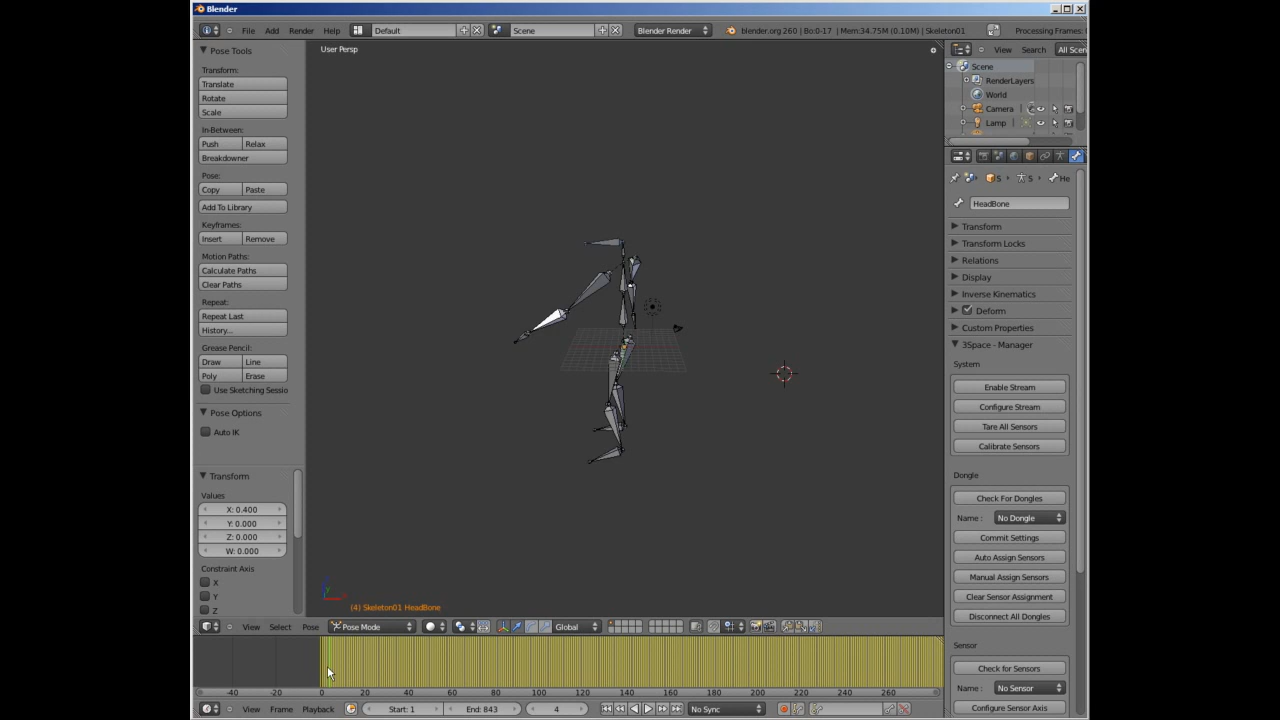 Blender
File Add Render Help Default Scene Blender Render blender.org 260 | Bo:0-17 | Mem:34.75M (0.10M) | Skeleton01 Processing Frames:
Pose Tools
Transform:
Translate
Rotate
Scale
In-Between:
Push Relax
Breakdowner
Pose:
Copy Paste
Add To Library
Keyframes:
Insert Remove
Motion Paths:
Calculate Paths
Clear Paths
Repeat:
Repeat Last
History...
Grease Pencil:
Draw Line
Poly Erase
Use Sketching Sessio
Pose Options
Auto IK
Transform
Values
X: 0.400
Y: 0.000
Z: 0.000
W: 0.000
Constraint Axis
X
Y
Z
User Persp
(4) Skeleton01 HeadBone
View Select Pose Pose Mode Global
-40 -20 0 20 40 60 80 100 120 140 160 180 200 220 240 260
View Frame Playback Start: 1 End: 843 4 No Sync
View Search All Scen
Scene
RenderLayers
World
Camera
Lamp
S S He
HeadBone
Transform
Transform Locks
Relations
Display
Inverse Kinematics
Deform
Custom Properties
3Space - Manager
System
Enable Stream
Configure Stream
Tare All Sensors
Calibrate Sensors
Dongle
Check For Dongles
Name : No Dongle
Commit Settings
Auto Assign Sensors
Manual Assign Sensors
Clear Sensor Assignment
Disconnect All Dongles
Sensor
Check for Sensors
Name : No Sensor
Configure Sensor Axis